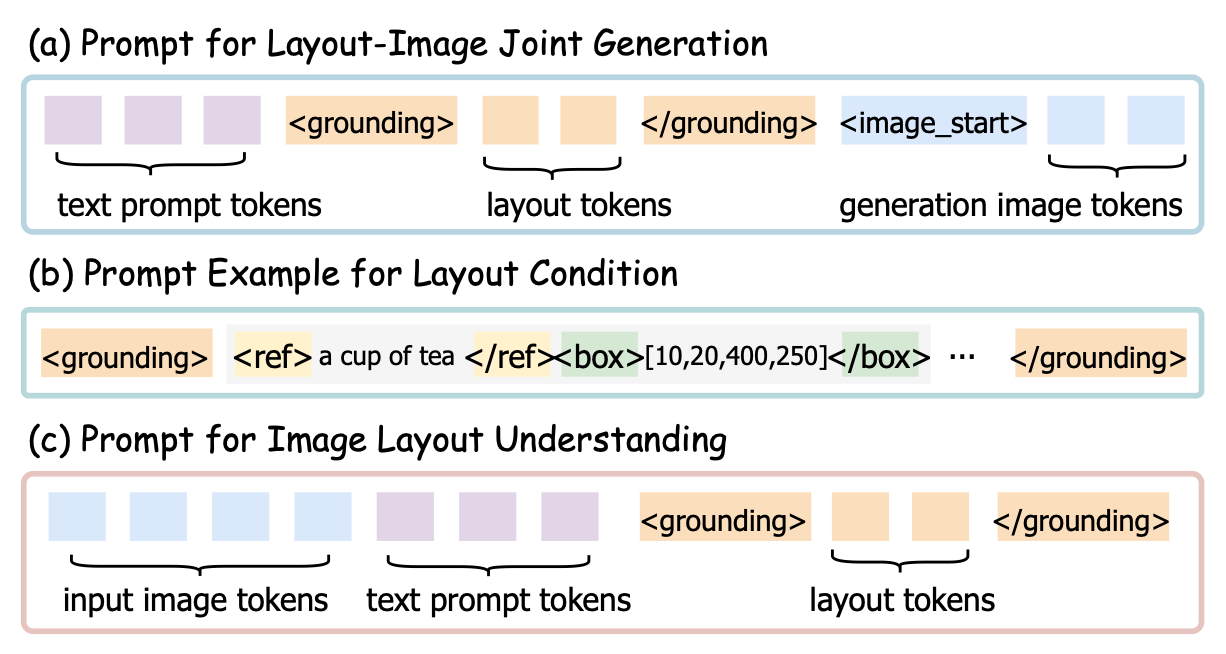 (a) Prompt for Layout-Image Joint Generation
<grounding> </grounding> <image_start>
text prompt tokens layout tokens generation image tokens
(b) Prompt Example for Layout Condition
<grounding> <ref> a cup of tea </ref><box>[10,20,400,250]</box> ... </grounding>
(c) Prompt for Image Layout Understanding
<grounding> </grounding>
input image tokens text prompt tokens layout tokens